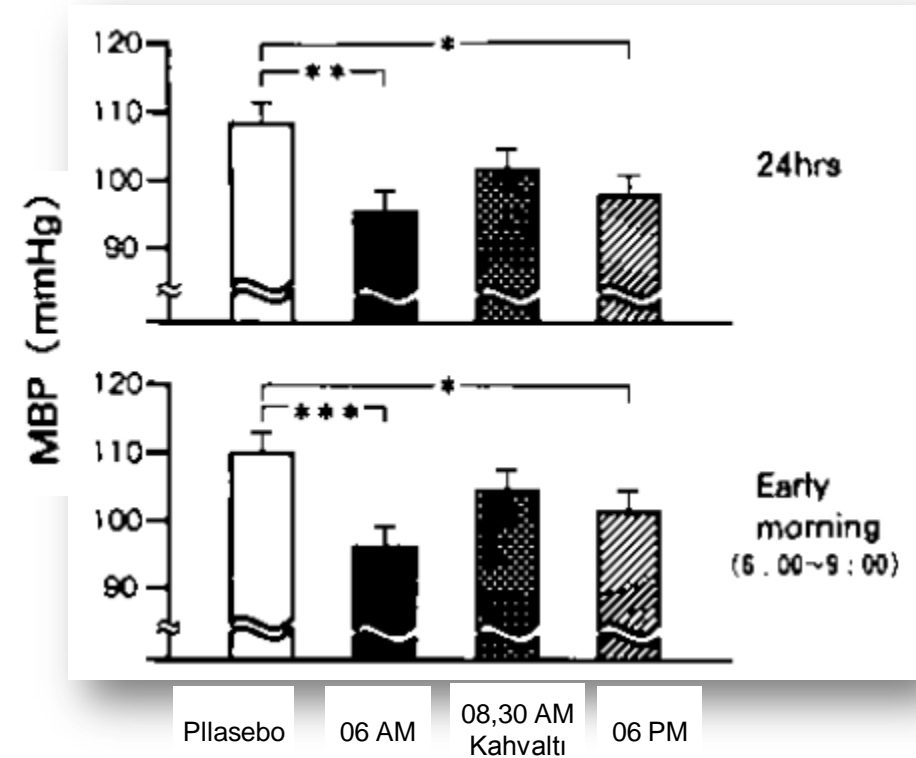 120
110
100
90
* *
*
24hrs
MBP (mmHg)
120
110
100
90
* * *
*
Early
morning
(6.00~9:00)
Pllasebo
06 AM
08,30 AM
Kahvaltı
06 PM